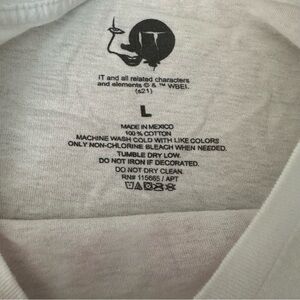 IT
IT and all related characters
and elements © & ™ WBEI.
(s21)
L
MADE IN MEXICO
100% COTTON
MACHINE WASH COLD WITH LIKE COLORS
ONLY NON-CHLORINE BLEACH WHEN NEEDED.
TUMBLE DRY LOW.
DO NOT IRON IF DECORATED.
DO NOT DRY CLEAN.
RN# 115665 / APT